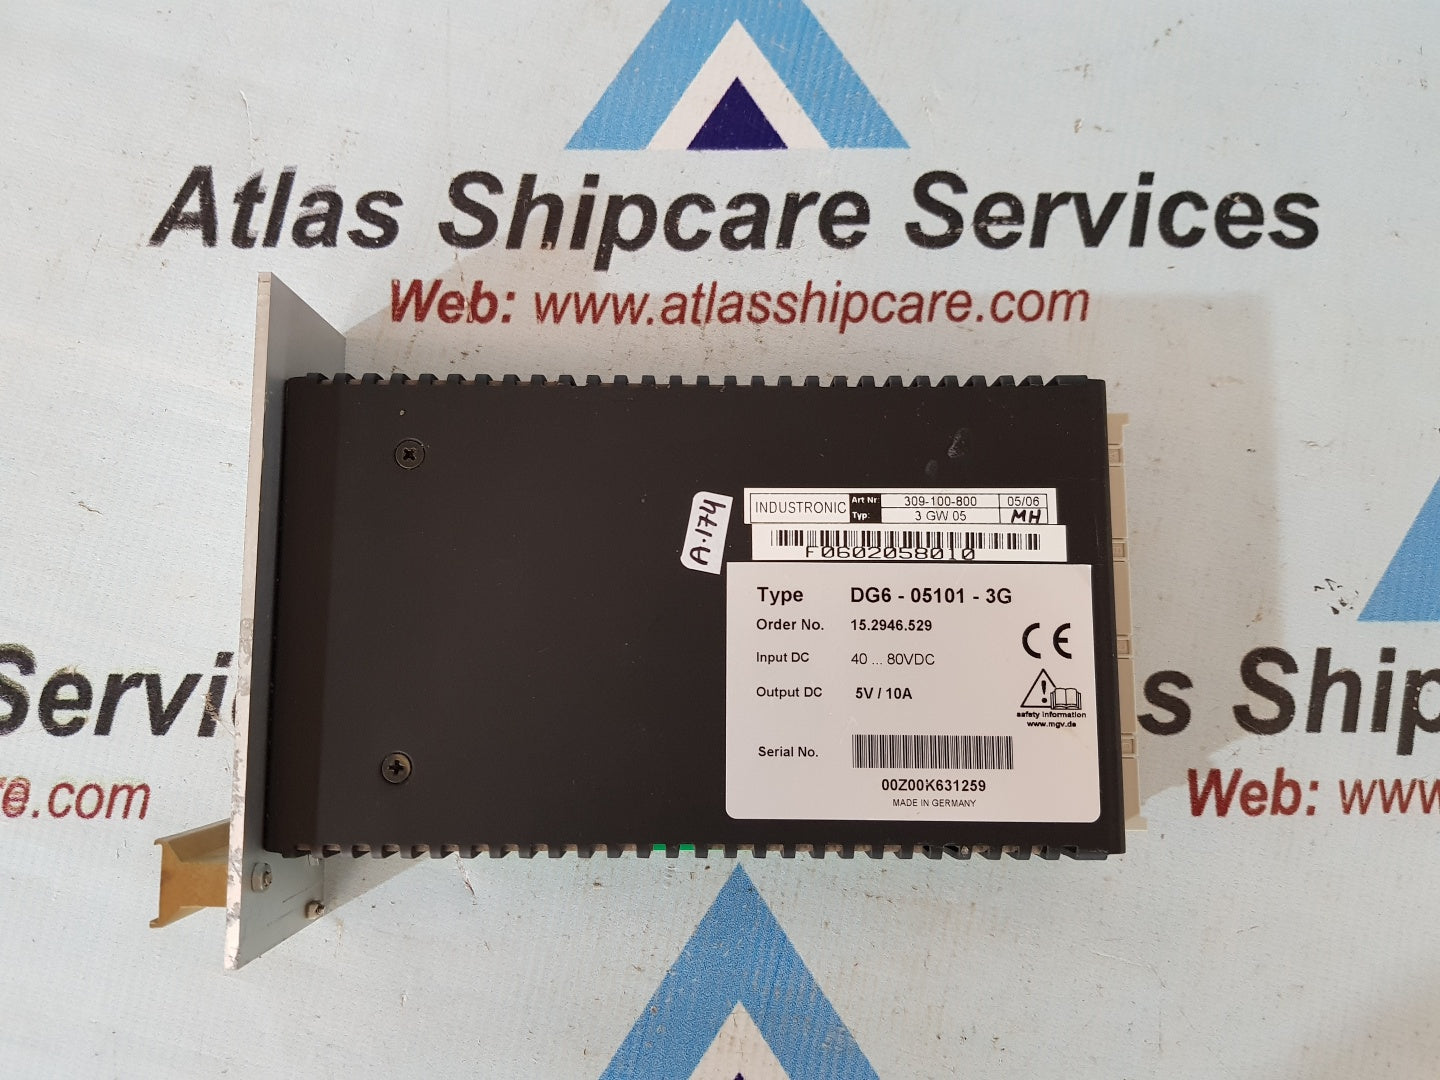 Atlas Shipcare Services
Web: www.atlasshipcare.com
A.174
INDUSTRONIC Art Nr: 309-100-800 05/06
Typ: 3 GW 05 MH
F0602058010
Type DG6 - 05101 - 3G
Order No. 15.2946.529
Input DC 40 ... 80VDC
Output DC 5V / 10A
CE
safety information
www.mgv.de
Serial No.
00Z00K631259
MADE IN GERMANY
Servi
s Ship
e.com
Web: www